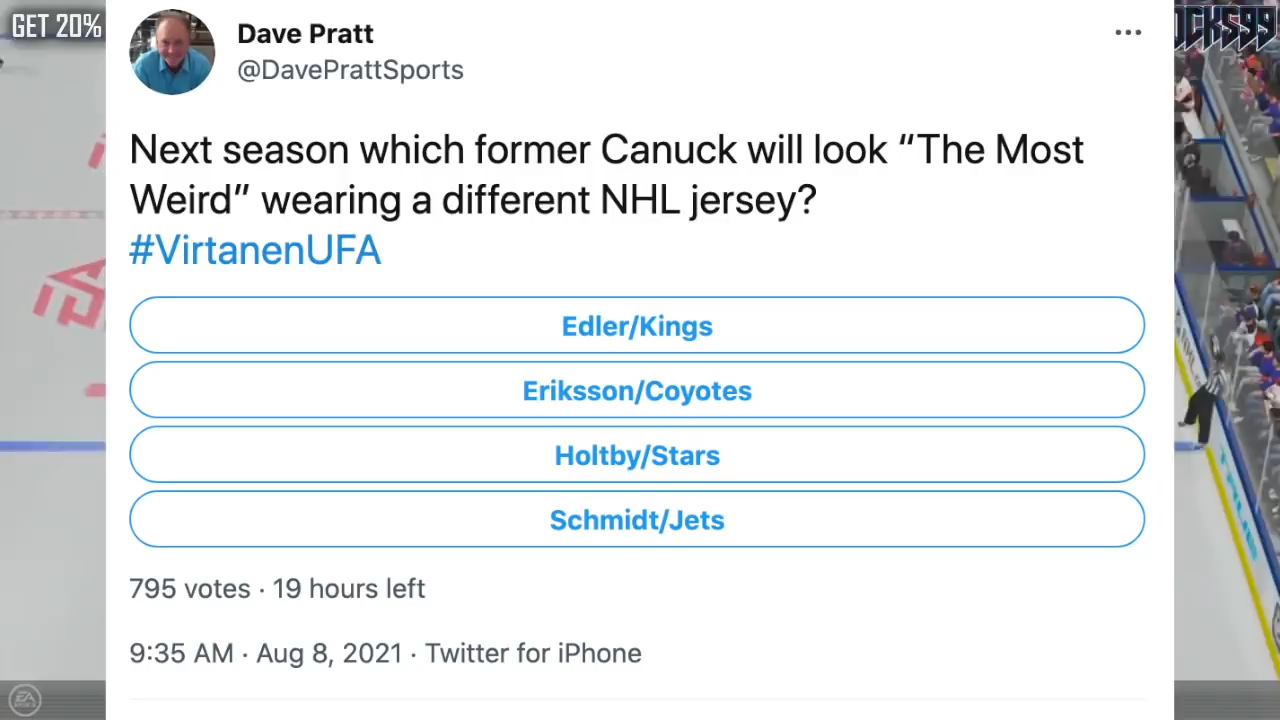 GET 20%
Dave Pratt
@DavePrattSports
Next season which former Canuck will look “The Most
Weird” wearing a different NHL jersey?
#VirtanenUFA
Edler/Kings
Eriksson/Coyotes
Holtby/Stars
Schmidt/Jets
795 votes · 19 hours left
9:35 AM · Aug 8, 2021 · Twitter for iPhone
EA